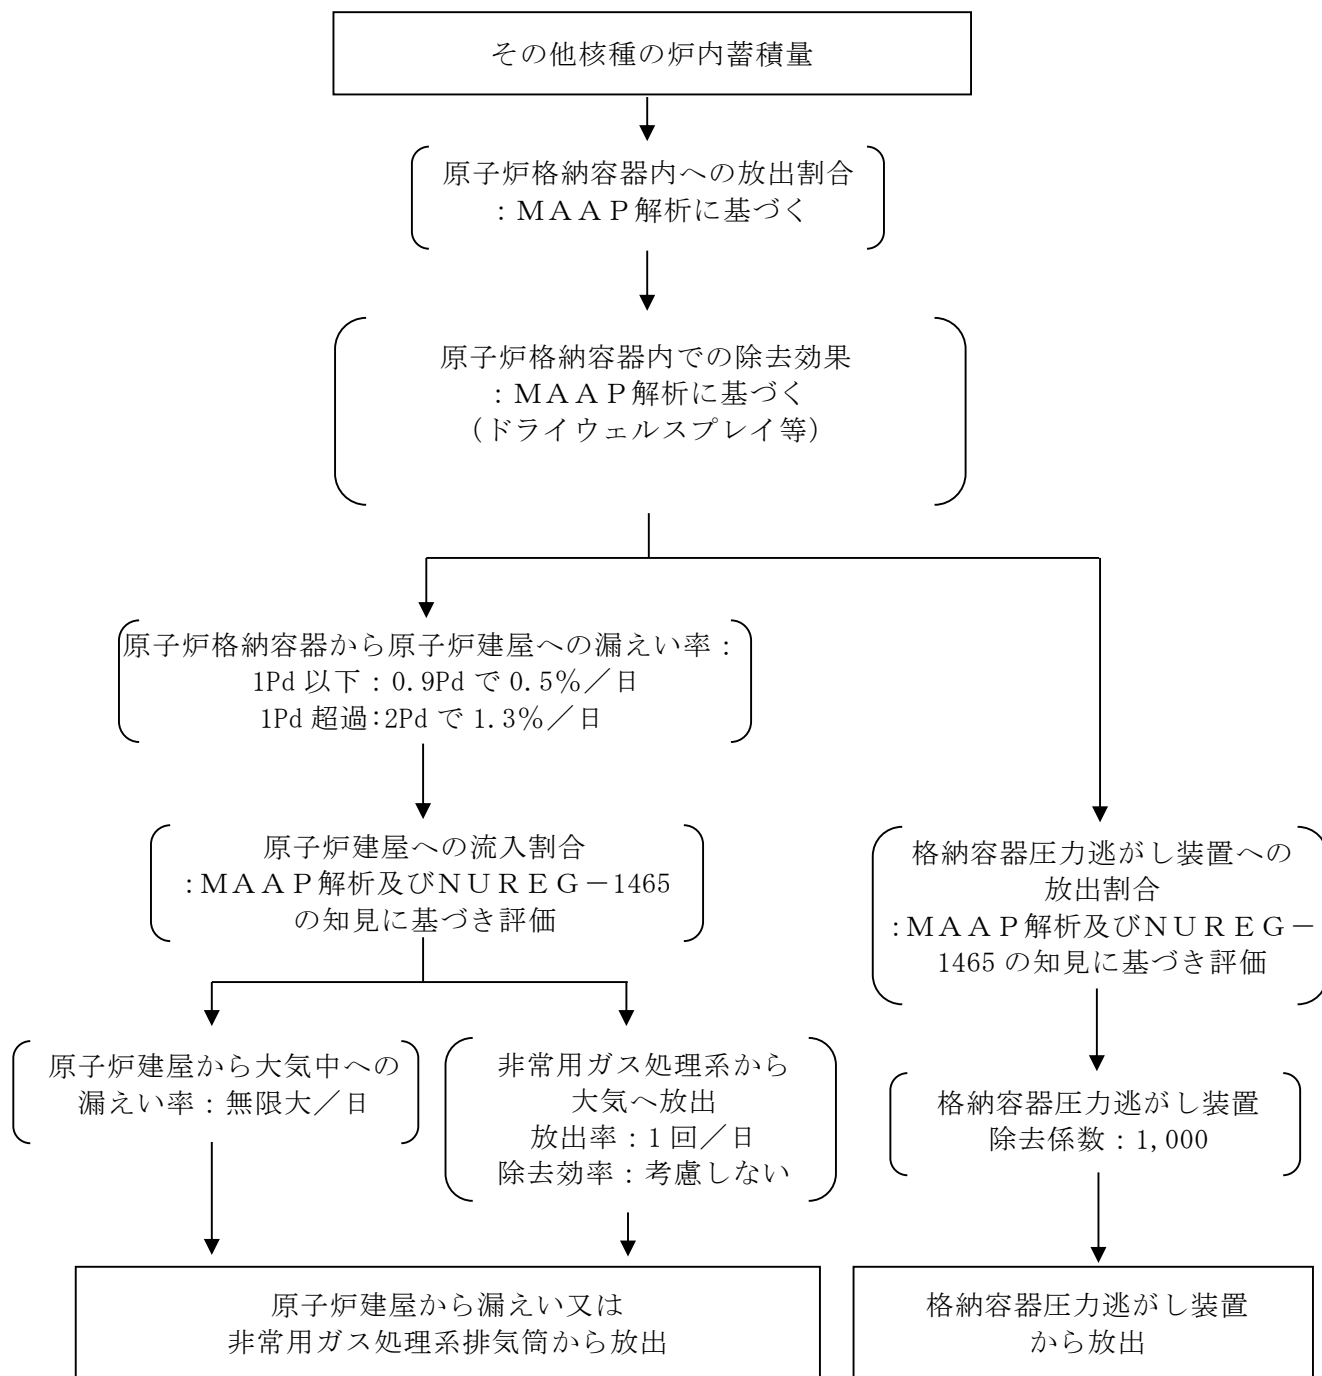 その他核種の炉内蓄積量
原子炉格納容器内への放出割合
：ＭＡＡＰ解析に基づく
原子炉格納容器内での除去効果
：ＭＡＡＰ解析に基づく
（ドライウェルスプレイ等）
原子炉格納容器から原子炉建屋への漏えい率：
1Pd 以下：0.9Pd で 0.5％／日
1Pd 超過：2Pd で 1.3％／日
原子炉建屋への流入割合
：ＭＡＡＰ解析及びＮＵＲＥＧ－1465
の知見に基づき評価
格納容器圧力逃がし装置への
放出割合
：ＭＡＡＰ解析及びＮＵＲＥＧ－
1465 の知見に基づき評価
原子炉建屋から大気中への
漏えい率：無限大／日
非常用ガス処理系から
大気へ放出
放出率：1 回／日
除去効率：考慮しない
格納容器圧力逃がし装置
除去係数：1,000
原子炉建屋から漏えい又は
非常用ガス処理系排気筒から放出
格納容器圧力逃がし装置
から放出